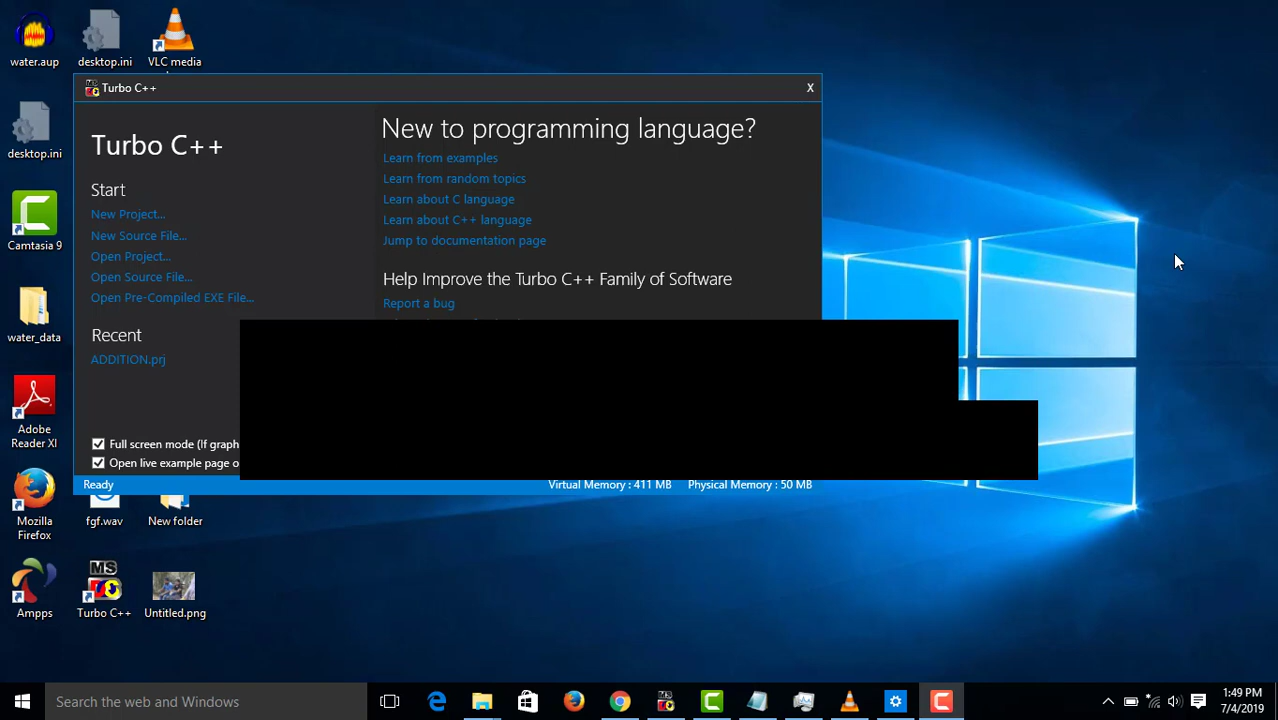 water.aup
desktop.ini
VLC media
desktop.ini
Camtasia 9
water_data
Adobe
Reader XI
Mozilla
Firefox
fgf.wav
New folder
Ampps
MS
Turbo C++
Untitled.png
Turbo C++
X
Turbo C++
Start
New Project...
New Source File...
Open Project...
Open Source File...
Open Pre-Compiled EXE File...
Recent
ADDITION.prj
Full screen mode (If graph
Open live example page o
New to programming language?
Learn from examples
Learn from random topics
Learn about C language
Learn about C++ language
Jump to documentation page
Help Improve the Turbo C++ Family of Software
Report a bug
Ready
Virtual Memory : 411 MB
Physical Memory : 50 MB
Search the web and Windows
1:49 PM
7/4/2019